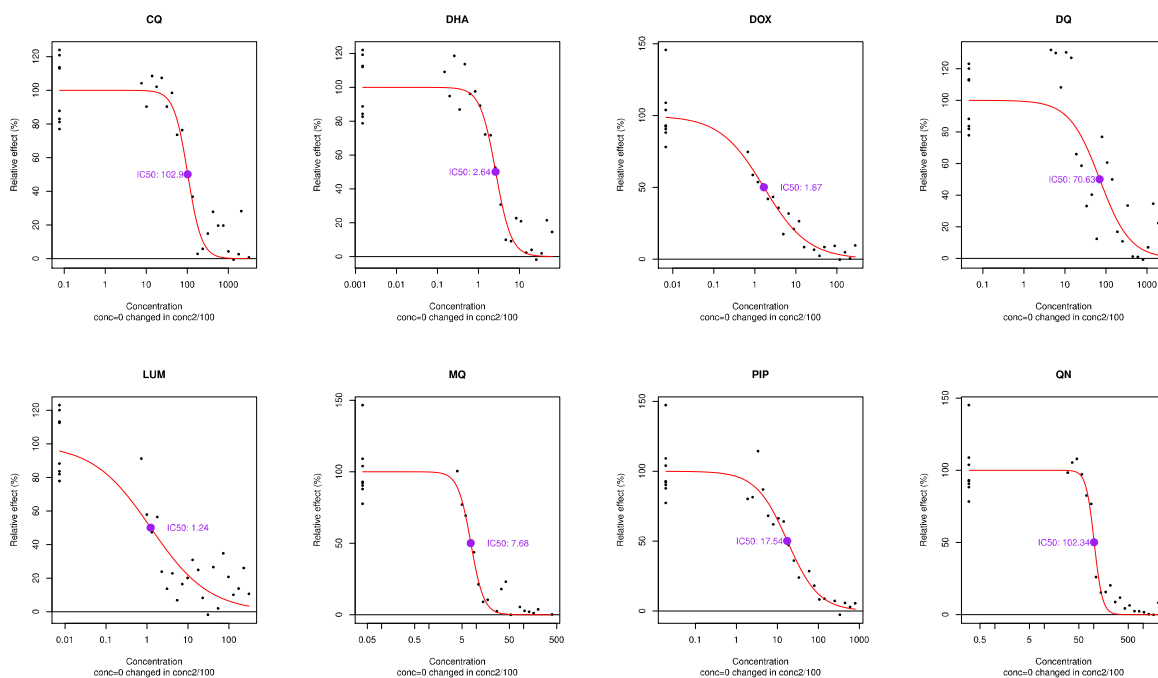 CQ
Relative effect (%)
0 20 40 60 80 100 120
IC50: 102.9
0.1 10 100 1000
Concentration
conc=0 changed in conc2/100
DHA
Relative effect (%)
0 20 40 60 80 100 120
IC50: 2.64
0.001 0.1 1 10
Concentration
conc=0 changed in conc2/100
DOX
Relative effect (%)
0 50 100 150
IC50: 1.67
0.01 1 10 100
Concentration
conc=0 changed in conc2/100
DQ
Relative effect (%)
0 20 40 60 80 100 120
IC50: 70.63
0.1 1 10 100 1000
Concentration
conc=0 changed in conc2/100
LUM
Relative effect (%)
0 20 40 60 80 100 120
IC50: 1.24
0.01 1 10 100
Concentration
conc=0 changed in conc2/100
MQ
Relative effect (%)
0 50 100 150
IC50: 7.68
0.05 0.5 5 50 500
Concentration
conc=0 changed in conc2/100
PIP
Relative effect (%)
0 50 100 150
IC50: 17.54
0.1 1 10 100 1000
Concentration
conc=0 changed in conc2/100
QN
Relative effect (%)
0 50 100 150
IC50: 102.34
0.5 5 50 500
Concentration
conc=0 changed in conc2/100